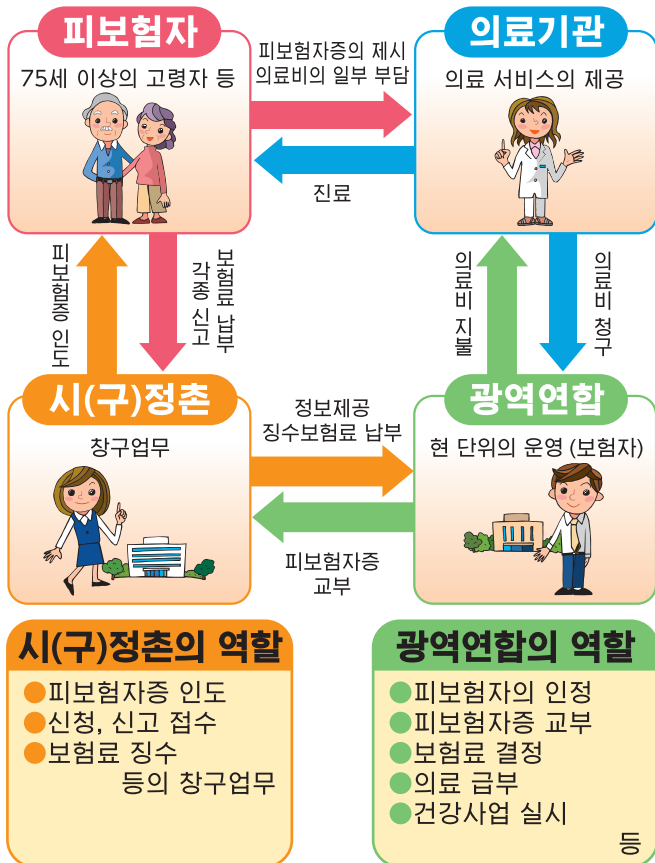 피보험자
75세 이상의 고령자 등
피보험자증의 제시
의료비의 일부 부담
진료
의료기관
의료 서비스의 제공
피보험증 인도
보험료 납부
각종 신고
의료비 지불
의료비 청구
시(구)정촌
창구업무
정보제공
징수보험료 납부
피보험자증
교부
광역연합
현 단위의 운영 (보험자)
시(구)정촌의 역할
●피보험자증 인도
●신청, 신고 접수
●보험료 징수
등의 창구업무
광역연합의 역할
●피보험자의 인정
●피보험자증 교부
●보험료 결정
●의료 급부
●건강사업 실시
등